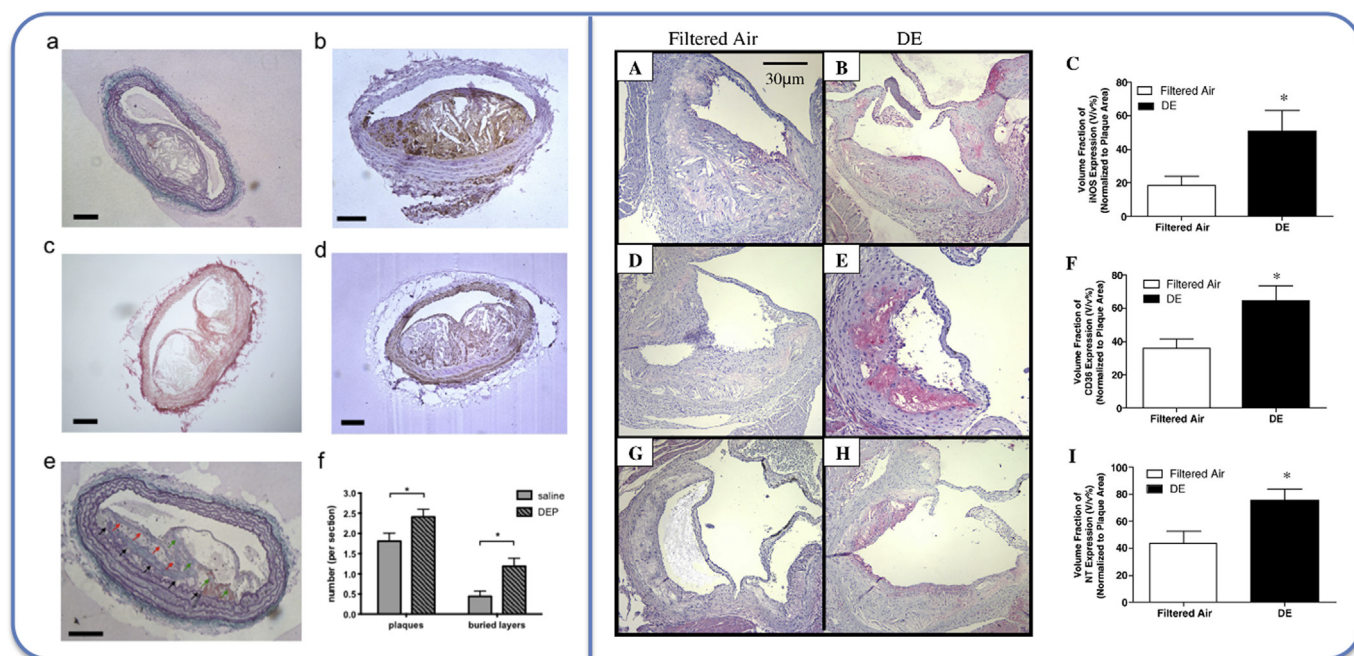 a
b
c
d
e
f
number (per section)
3.0
2.5
2.0
1.5
1.0
0.5
0.0
*
*
saline
DEP
plaques
buried layers
Filtered Air
DE
A
30µm
B
D
E
G
H
C
Volume Fraction of
iNOS Expression (V/v%)
(Normalized to Plaque Area)
80
60
40
20
0
Filtered Air
DE
*
Filtered Air
DE
F
Volume Fraction of
CD36 Expression (V/v%)
(Normalized to Plaque Area)
80
60
40
20
0
Filtered Air
DE
*
Filtered Air
DE
I
Volume Fraction of
NT Expression (V/v%)
(Normalized to Plaque Area)
100
80
60
40
20
0
Filtered Air
DE
*
Filtered Air
DE